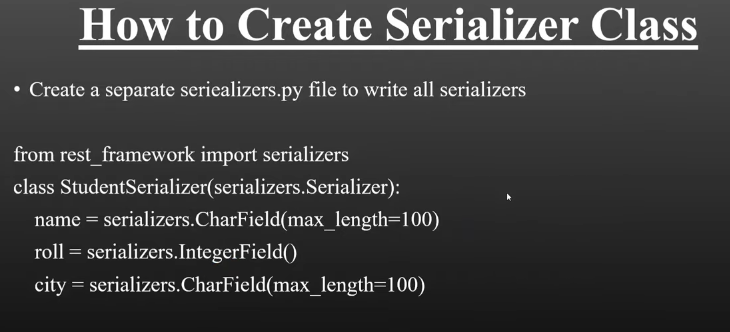 How to Create Serializer Class
• Create a separate seriealizers.py file to write all serializers
from rest_framework import serializers
class StudentSerializer(serializers.Serializer):
name = serializers.CharField(max_length=100)
roll = serializers.IntegerField()
city = serializers.CharField(max_length=100)